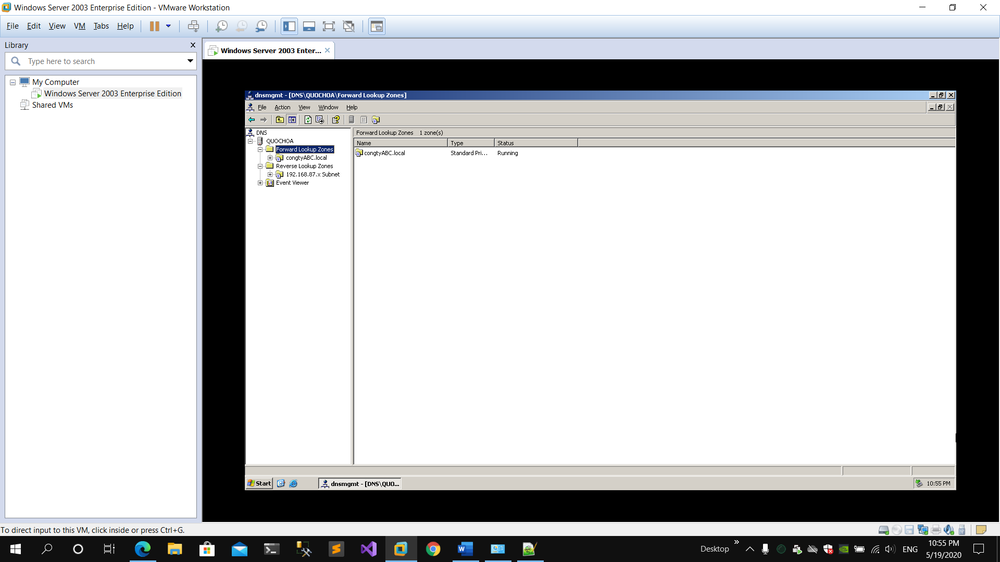 Windows Server 2003 Enterprise Edition - VMware Workstation
File Edit View VM Tabs Help
Library
Windows Server 2003 Enter...
Type here to search
My Computer
Windows Server 2003 Enterprise Edition
Shared VMs
dnsmgmt - [DNS\QUOCHOA\Forward Lookup Zones]
File Action View Window Help
DNS
QUOCHOA
Forward Lookup Zones
congtyABC.local
Reverse Lookup Zones
192.168.87.x Subnet
Event Viewer
Forward Lookup Zones 1 zone(s)
Name Type Status
congtyABC.local Standard Pri... Running
Start dnsmgmt - [DNS\QUO... 10:55 PM
To direct input to this VM, click inside or press Ctrl+G.
Desktop ENG 10:55 PM
5/19/2020